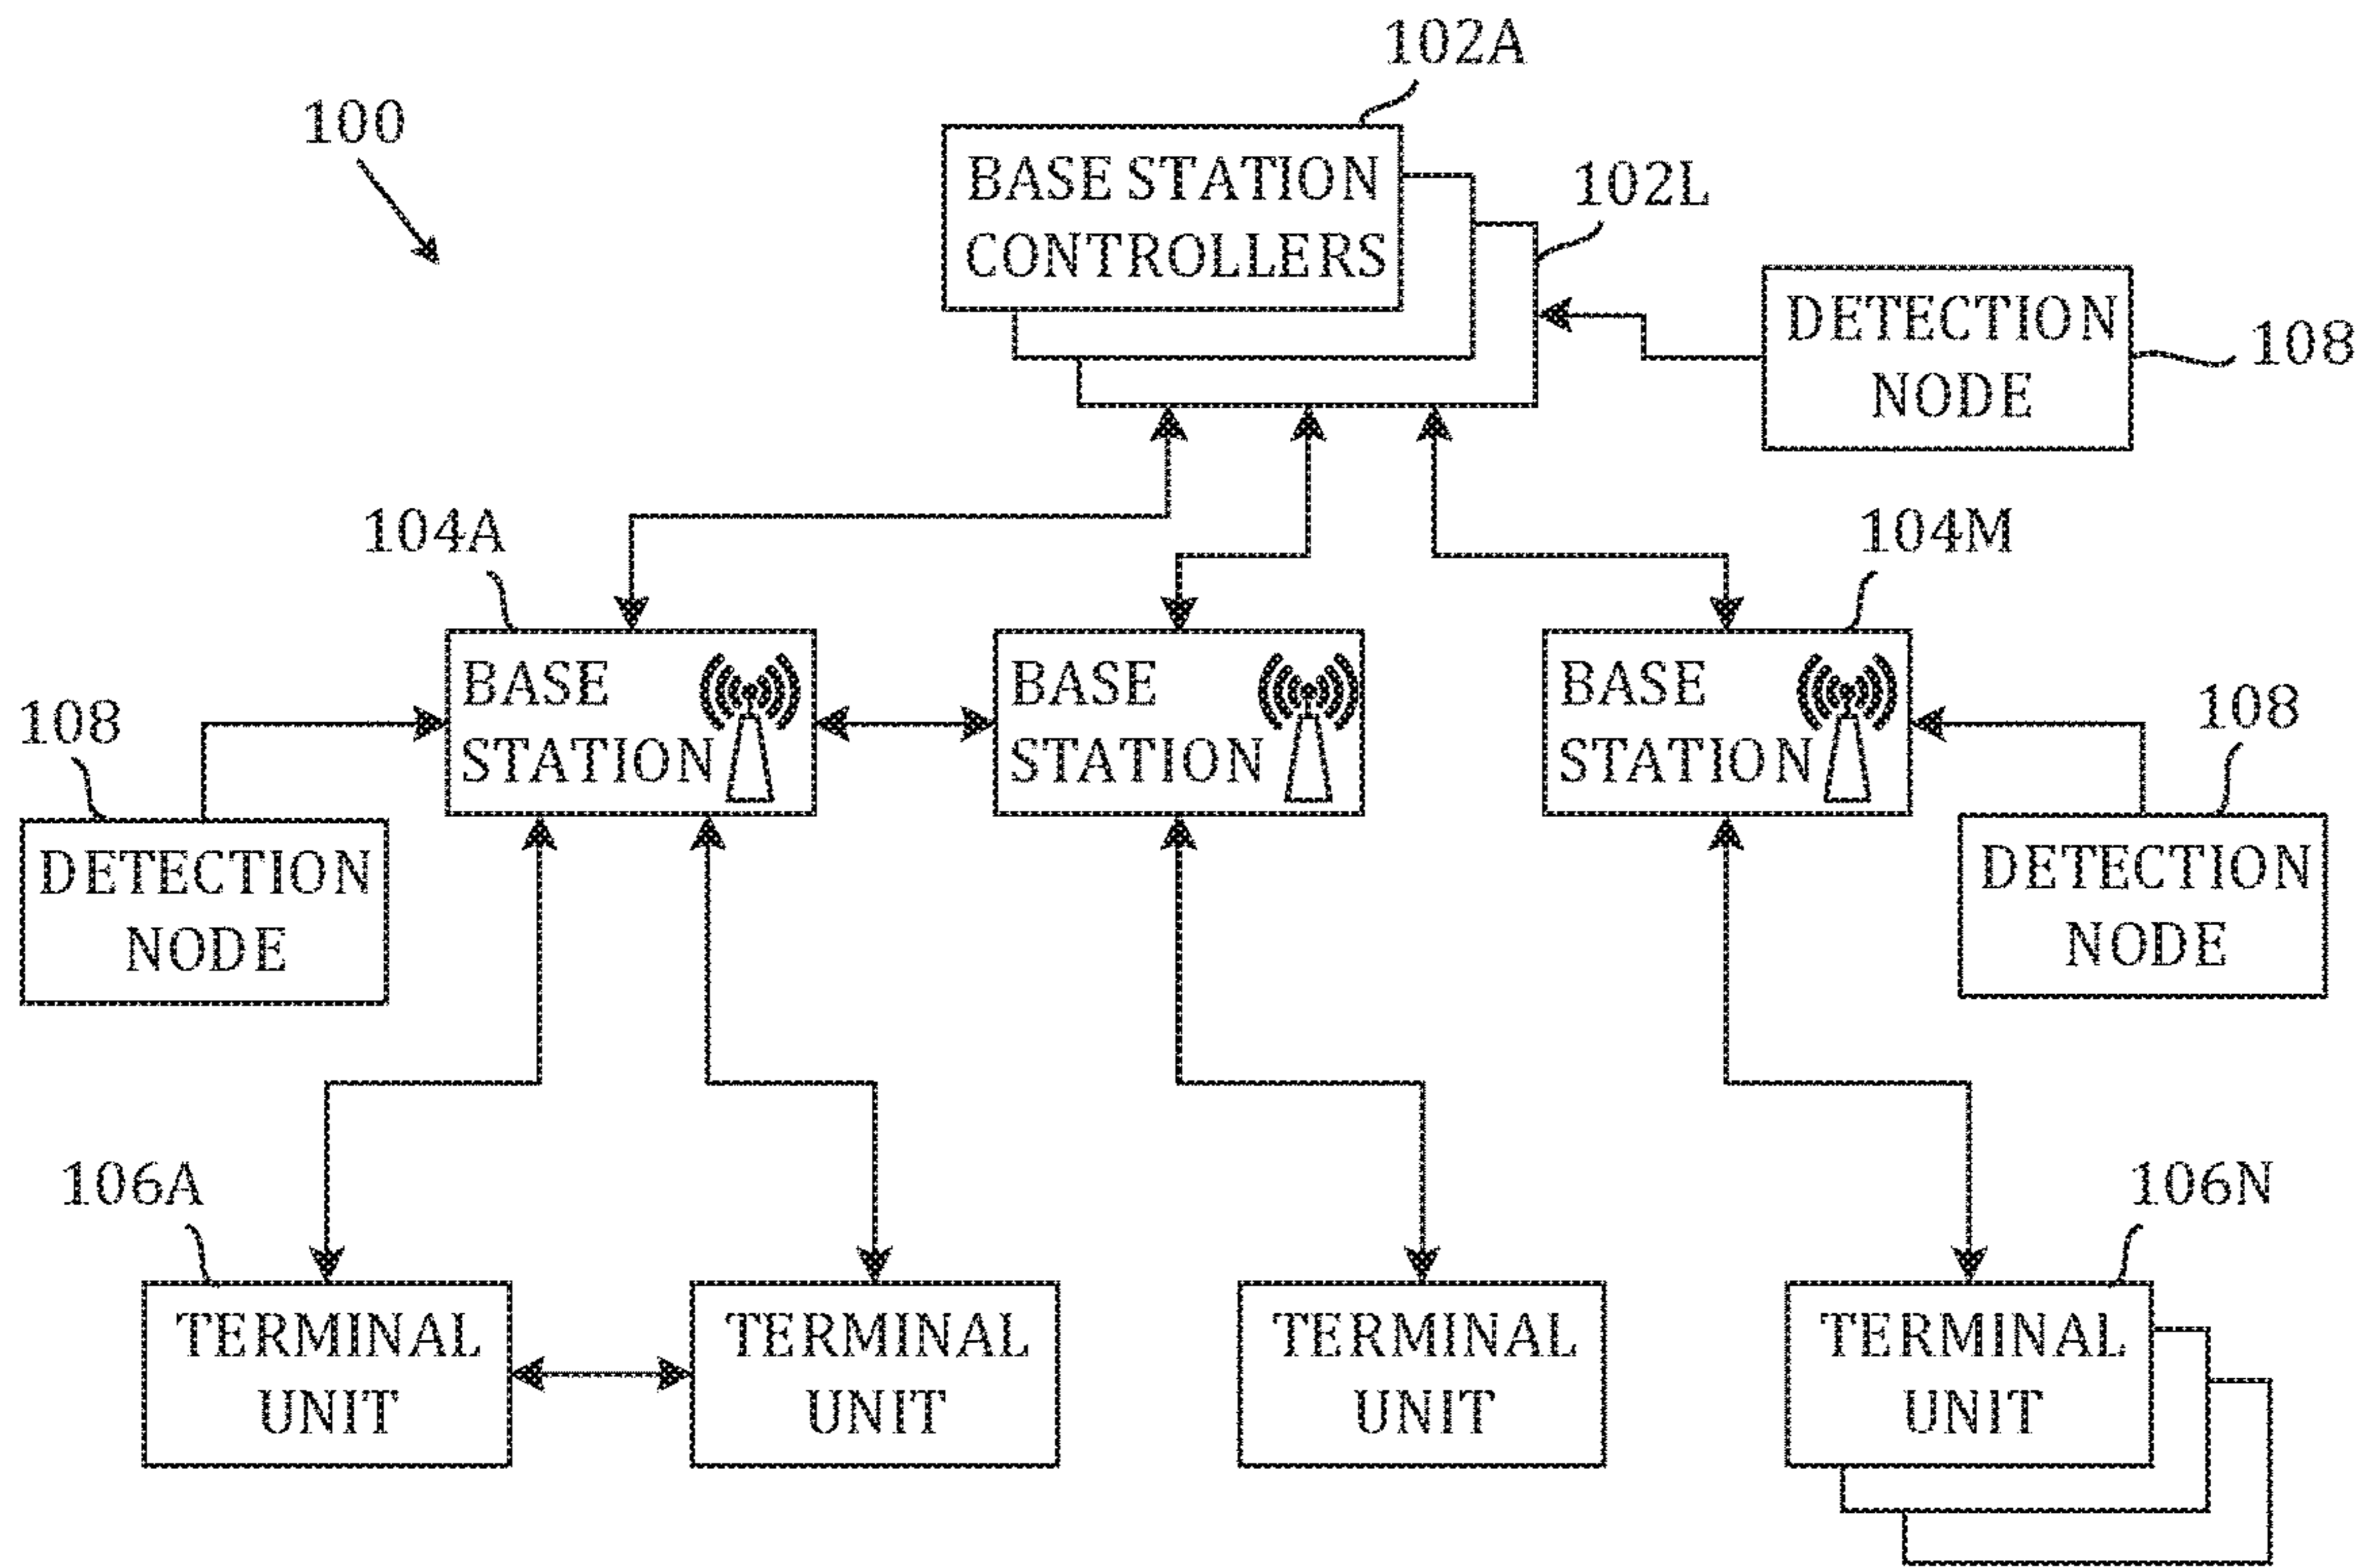 102A
100
BASE STATION
CONTROLLERS
102L
DETECTION
NODE
108
104A
104M
BASE
STATION
BASE
STATION
BASE
STATION
108
108
DETECTION
NODE
DETECTION
NODE
106A
106N
TERMINAL
UNIT
TERMINAL
UNIT
TERMINAL
UNIT
TERMINAL
UNIT